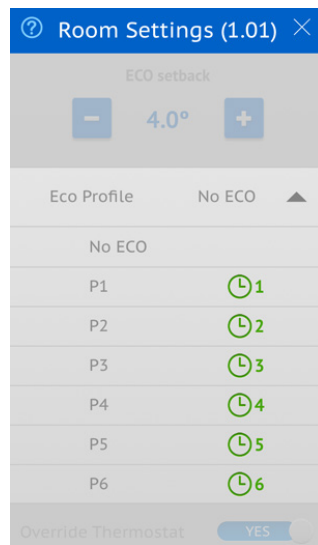 ? Room Settings (1.01) ×
ECO setback
- 4.0° +
Eco Profile No ECO
No ECO
P1 1
P2 2
P3 3
P4 4
P5 5
P6 6
Override Thermostat YES